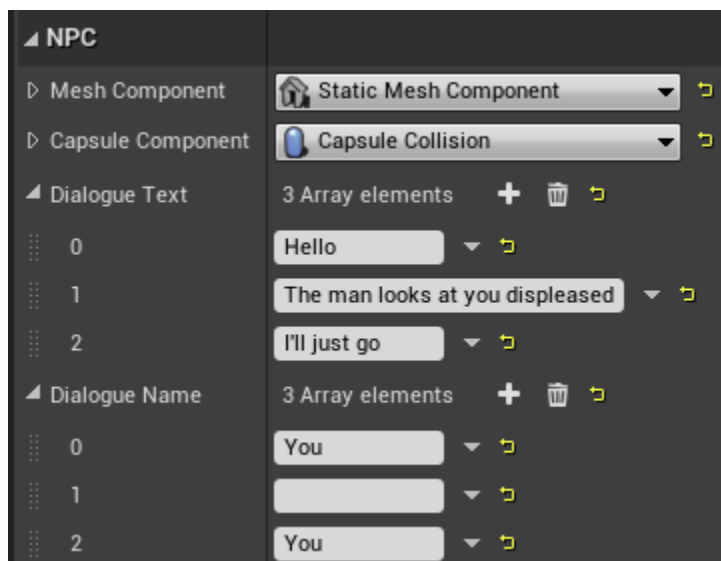 NPC
Mesh Component Static Mesh Component
Capsule Component Capsule Collision
Dialogue Text 3 Array elements
0 Hello
1 The man looks at you displeased
2 I'll just go
Dialogue Name 3 Array elements
0 You
1
2 You